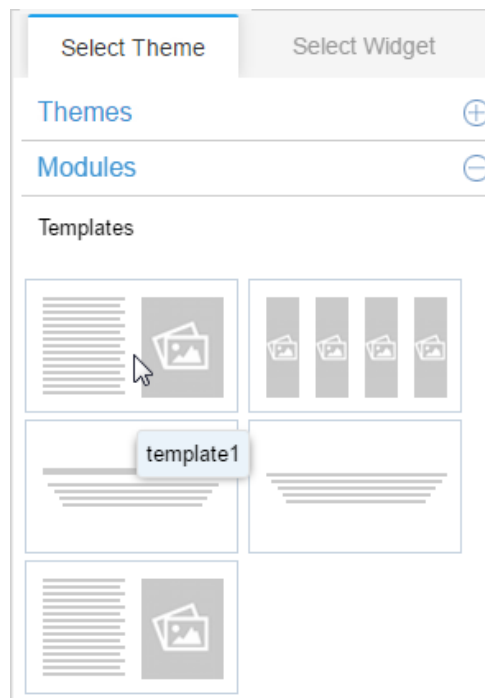 Select Theme Select Widget
Themes
Modules
Templates
template1